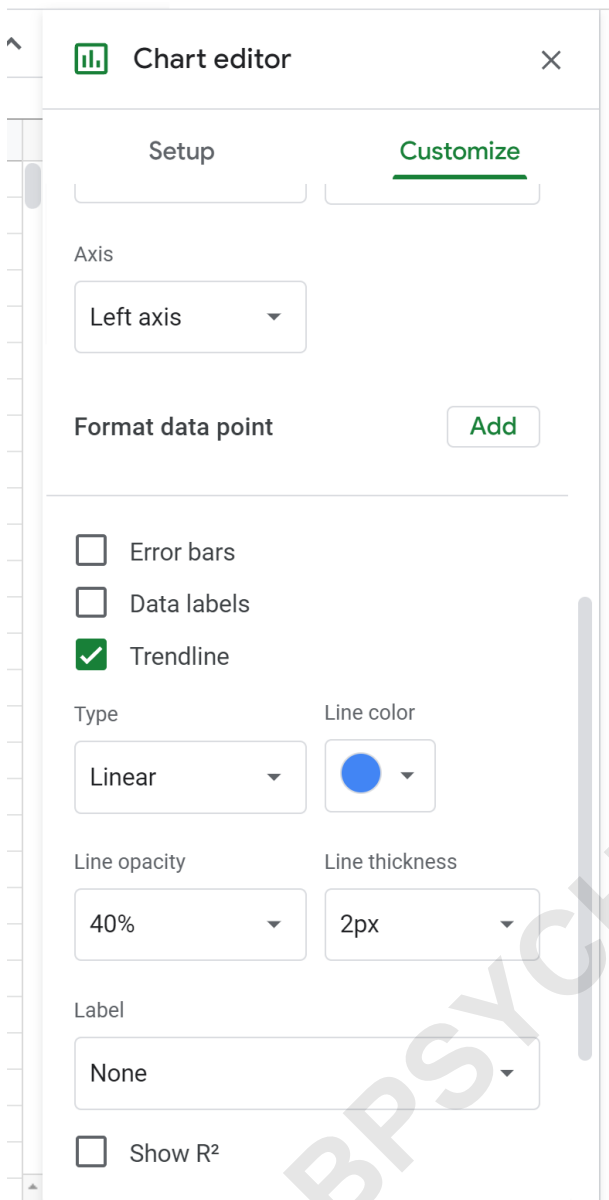 Chart editor
Setup Customize
Axis
Left axis
Format data point Add
Error bars
Data labels
Trendline
Type Line color
Linear
Line opacity Line thickness
40% 2px
Label
None
Show R²
BPSYCH